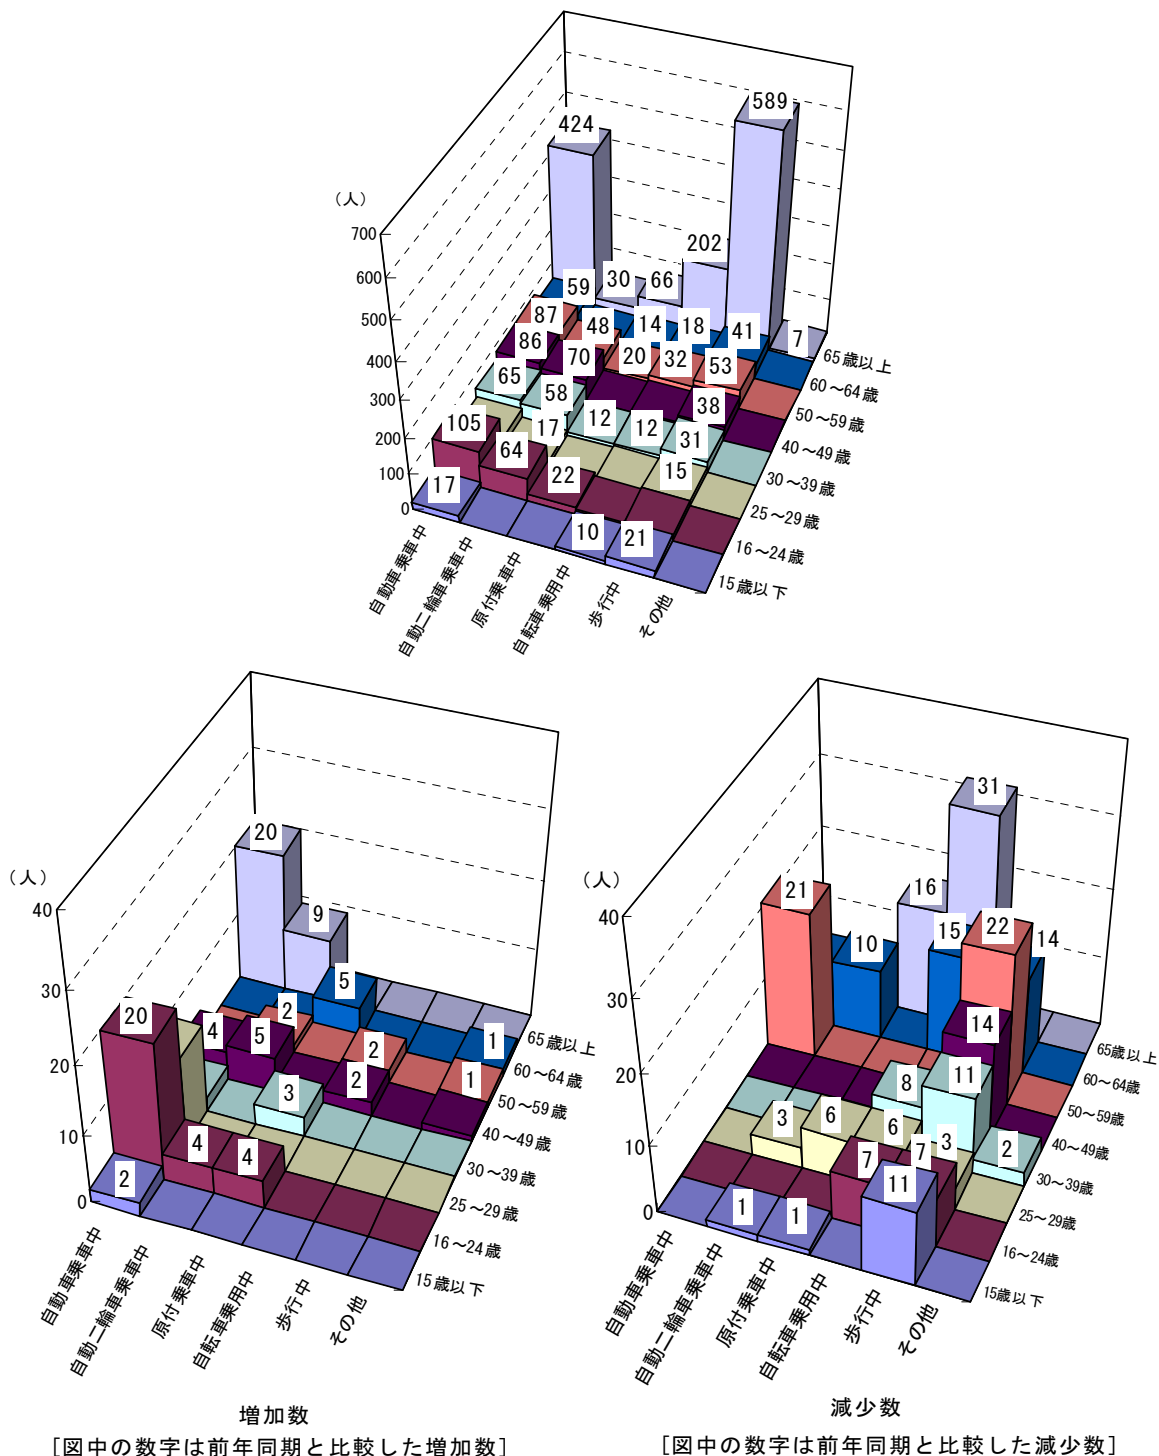 589
424
（人）
202
700
600
30
66
59
500
87
48
14
18
41
7
65歳以上
86
70
20
32
53
60～64歳
400
65
58
38
50～59歳
300
12
12
31
40～49歳
105
17
30～39歳
200
64
15
25～29歳
100
17
22
16～24歳
0
10
21
15歳以下
自動車乗車中
自動二輪車乗車中
原付乗車中
自転車乗用中
歩行中
その他
20
（人）
40
9
30
5
20
4
2
5
2
1
65歳以上
60～64歳
20
3
2
1
50～59歳
40～49歳
10
4
4
30～39歳
25～29歳
0
2
16～24歳
15歳以下
自動車乗車中
自動二輪車乗車中
原付乗車中
自転車乗用中
歩行中
その他
増加数
[図中の数字は前年同期と比較した増加数]
31
（人）
40
21
16
22
10
15
14
30
14
65歳以上
20
8
11
60～64歳
50～59歳
10
3
6
6
3
2
40～49歳
7
7
30～39歳
11
25～29歳
0
1
1
16～24歳
15歳以下
自動車乗車中
自動二輪車乗車中
原付乗車中
自転車乗用中
歩行中
その他
減少数
[図中の数字は前年同期と比較した減少数]